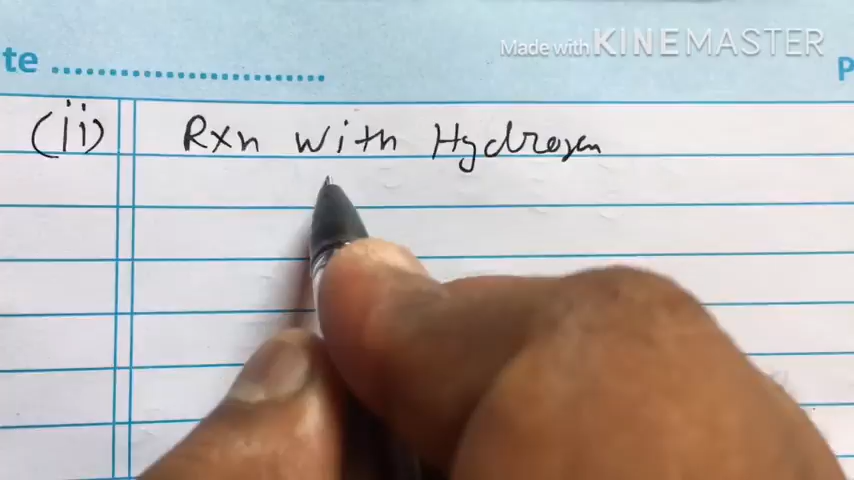 Made with KINEMASTER
te ........................................ P
(ii) Rxn with Hydrogen